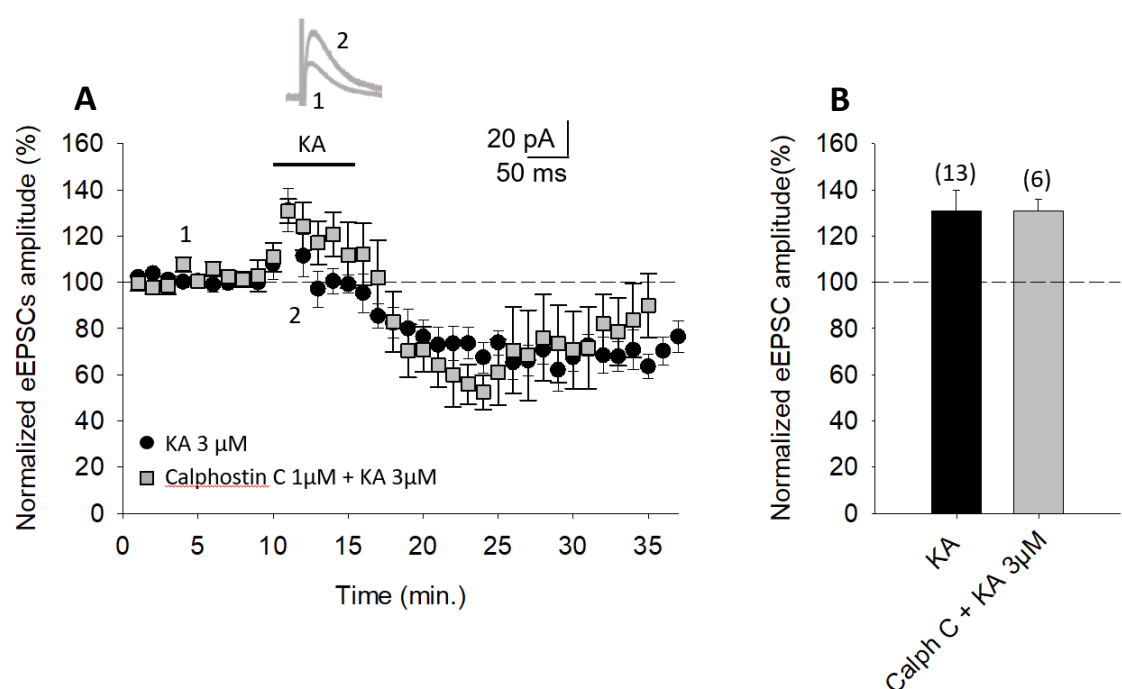 2
1
A
B
Normalized eEPSCs amplitude (%)
160
140
120
100
80
60
40
20
0
KA
20 pA
50 ms
1
2
KA 3 µM
Calphostin C 1µM + KA 3µM
0 5 10 15 20 25 30 35
Time (min.)
Normalized eEPSC amplitude(%)
160
140
120
100
80
60
40
20
0
(13) (6)
KA
Calph C + KA 3µM